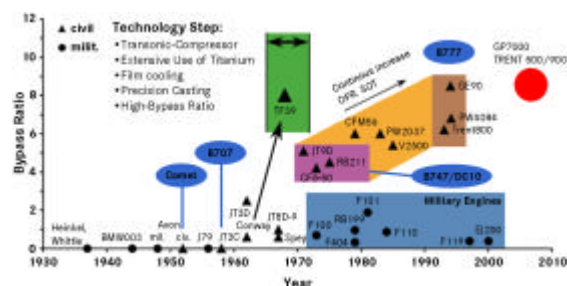 ▲ civil
● milit.
Technology Step:
•Transonic-Compressor
•Extensive Use of Titanium
•Film cooling
•Precision Casting
•High-Bypass Ratio
B777
GP7000
TRENT 800/900
Continous increase
OPR, SOT
GE90
TF39
CFM56
PW2037
V2500
Trent800
JT9D
RB211
CF6-50
B747/DC10
Comet
B707
JT3D
Conway
JT8D-9
Spey
Heinkel,
Whittle
BMW003
Avon
mil.
civ.
J79
JT3C
Military Engines
F101
F100
RB199
F404
F110
F119
EJ200
Bypass Ratio
12
10
8
6
4
2
0
1930
1940
1950
1960
1970
1980
1990
2000
2010
Year